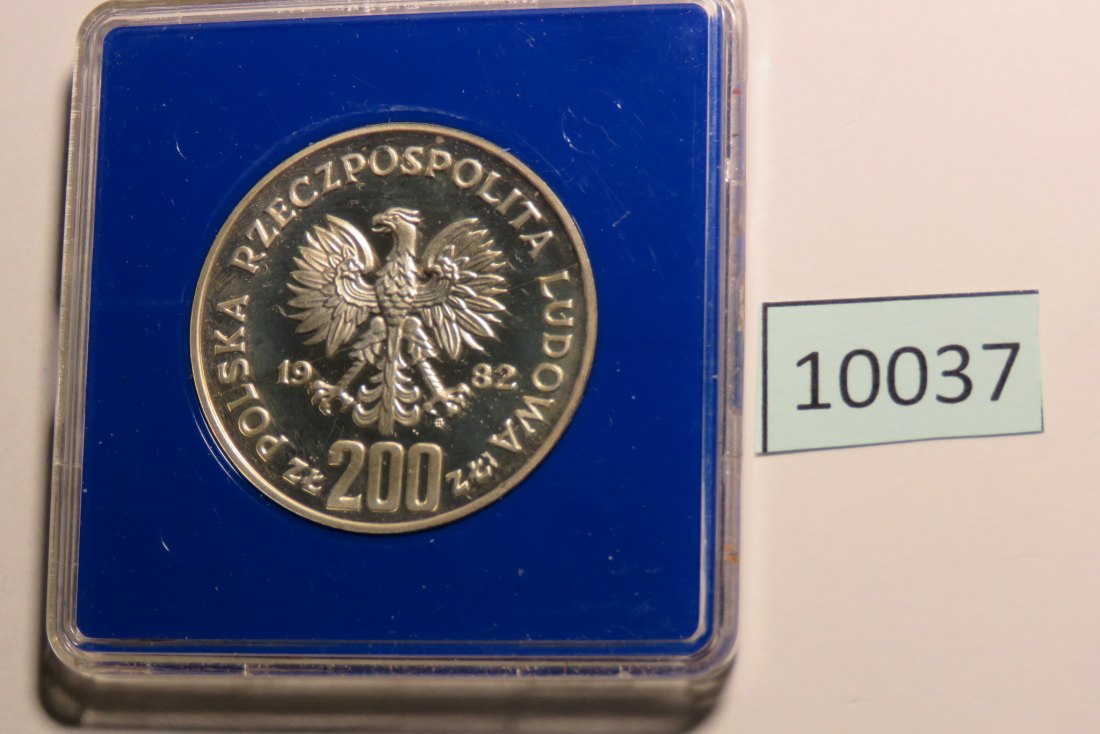 POLSKA RZECZPOSPOLITA LUDOWA
19 82
ZŁ 200 ZŁ
10037